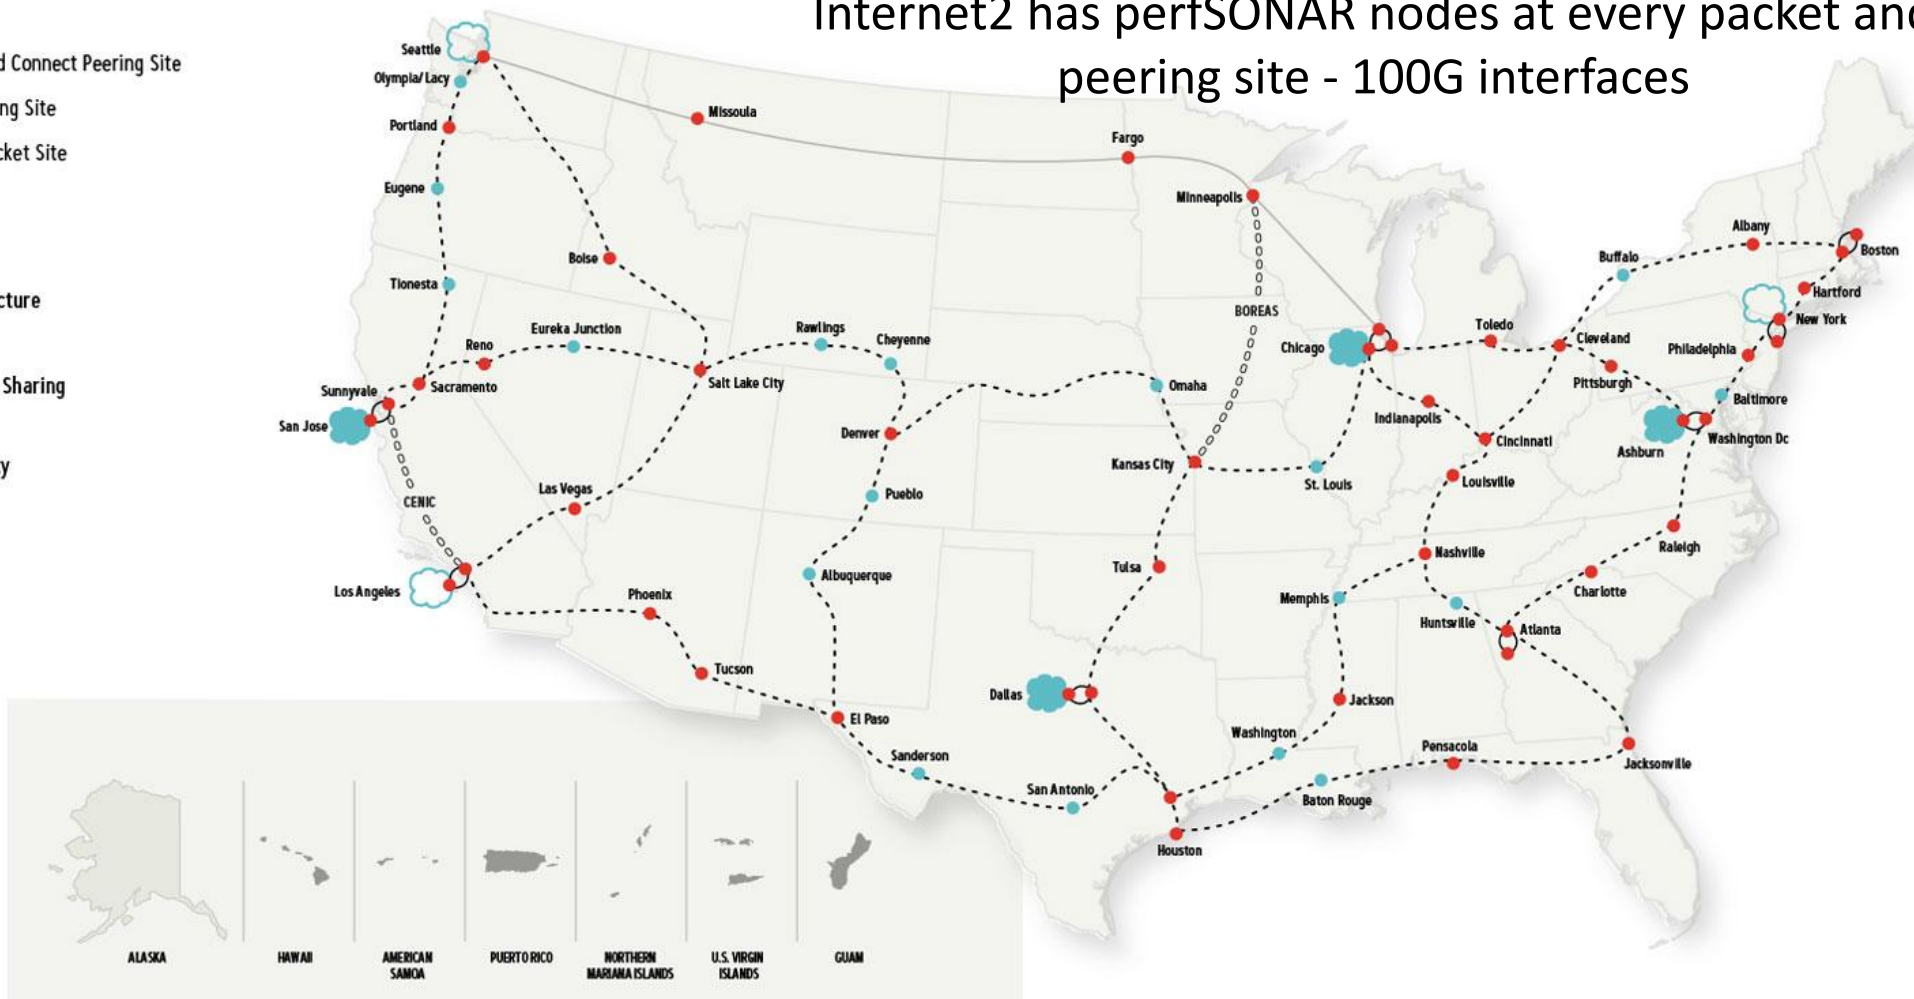 Internet2 has perfSONAR nodes at every packet and
peering site - 100G interfaces
d Connect Peering Site
ng Site
cket Site
cture
Sharing
y
Seattle
Olympia/Lacy
Portland
Eugene
Tionesta
Missoula
Fargo
Minneapolis
Boise
BOREAS
Albany
Boston
Buffalo
Hartford
New York
Reno
Eureka Junction
Rawlings
Cheyenne
Chicago
Toledo
Cleveland
Philadelphia
Pittsburgh
Sunnyvale
Sacramento
Salt Lake City
Omaha
Baltimore
San Jose
Denver
Indianapolis
Cincinnati
Washington Dc
Ashburn
Kansas City
St. Louis
Louisville
Las Vegas
CENIC
Pueblo
Raleigh
Nashville
Tulsa
Albuquerque
Los Angeles
Phoenix
Memphis
Charlotte
Huntsville
Atlanta
Tucson
Dallas
Jackson
El Paso
Washington
Pensacola
Jacksonville
Sanderson
San Antonio
Baton Rouge
Houston
ALASKA
HAWAII
AMERICAN
SAMOA
PUERTO RICO
NORTHERN
MARIANA ISLANDS
U.S. VIRGIN
ISLANDS
GUAM